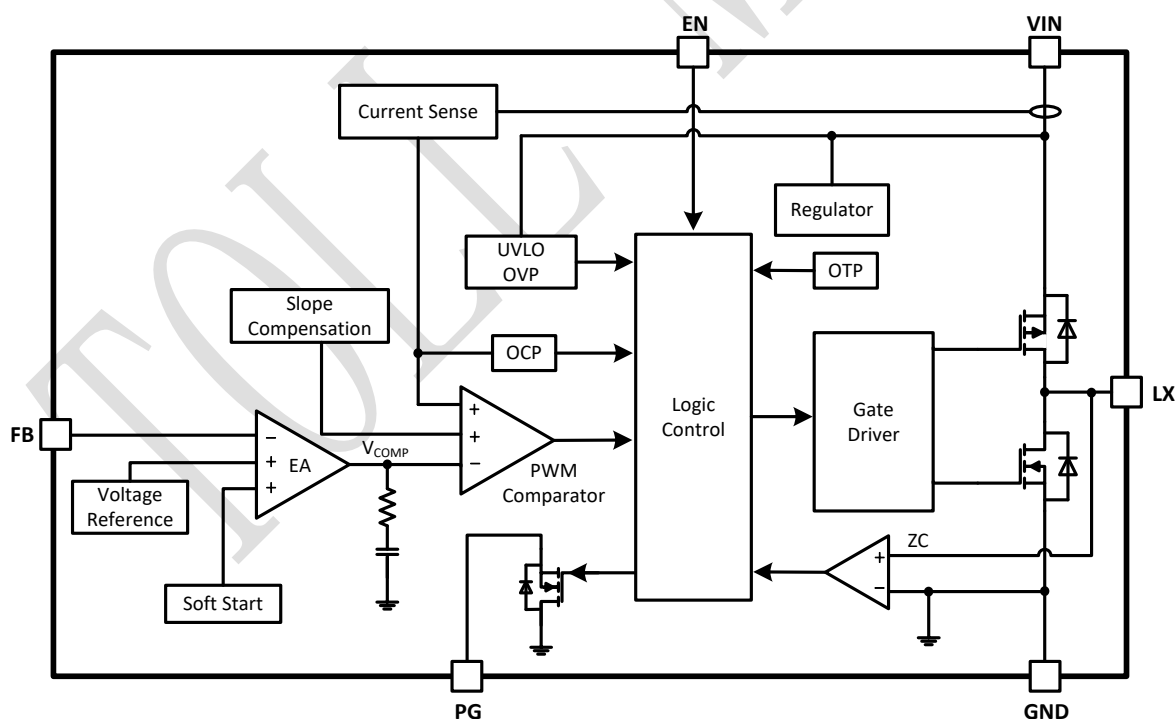 EN
VIN
Current Sense
Regulator
UVLO
OVP
OTP
Slope
Compensation
OCP
Logic
Control
Gate
Driver
LX
FB
+
+
−
−
+
+
EA
VCOMP
PWM
Comparator
Voltage
Reference
Soft Start
ZC
+
−
PG
GND